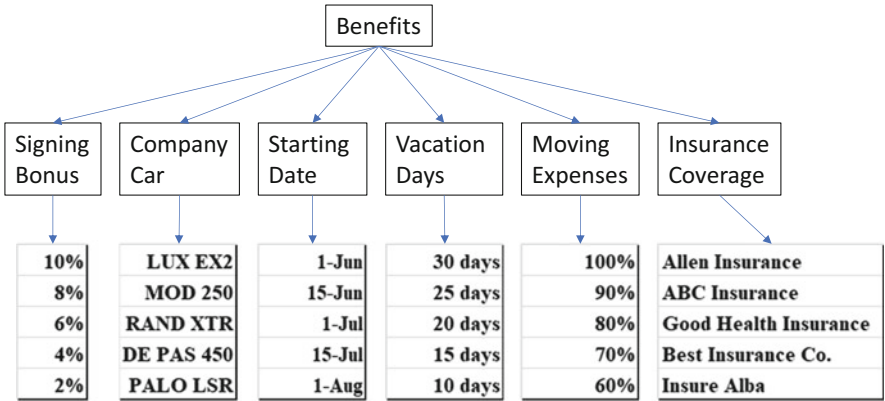 Benefits
Signing
Bonus
Company
Car
Starting
Date
Vacation
Days
Moving
Expenses
Insurance
Coverage
10%
8%
6%
4%
2%
LUX EX2
MOD 250
RAND XTR
DE PAS 450
PALO LSR
1-Jun
15-Jun
1-Jul
15-Jul
1-Aug
30 days
25 days
20 days
15 days
10 days
100%
90%
80%
70%
60%
Allen Insurance
ABC Insurance
Good Health Insurance
Best Insurance Co.
Insure Alba